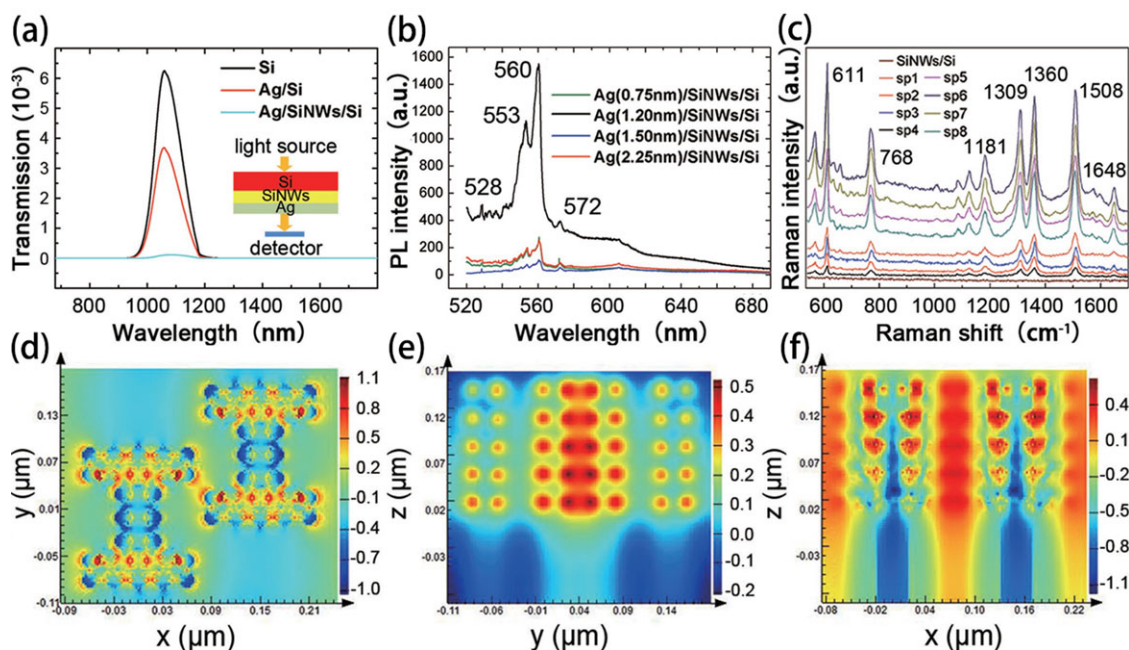 (a)
Transmission (10-3)
6
5
4
3
2
1
0
Si
Ag/Si
Ag/SiNWs/Si
light source
Si
SiNWs
Ag
detector
800 1000 1200 1400 1600
Wavelength (nm)
(b)
PL intensity (a.u.)
1600
1400
1200
1000
800
600
400
200
0
560
553
528
572
Ag(0.75nm)/SiNWs/Si
Ag(1.20nm)/SiNWs/Si
Ag(1.50nm)/SiNWs/Si
Ag(2.25nm)/SiNWs/Si
520 560 600 640 680
Wavelength (nm)
(c)
Raman intensity (a.u.)
SiNWs/Si
sp1 sp5
sp2 sp6
sp3 sp7
sp4 sp8
611
768
1181
1309
1360
1508
1648
600 800 1000 1200 1400 1600
Raman shift (cm-1)
(d)
y (μm)
0.13
0.07
0.01
-0.05
-0.11
-0.09 -0.03 0.03 0.09 0.15 0.21
x (μm)
1.1
0.8
0.4
0.0
-0.4
-0.7
-1.0
(e)
z (μm)
0.17
0.12
0.07
0.02
-0.03
-0.11 -0.06 -0.01 0.04 0.09 0.14
y (μm)
0.5
0.4
0.3
0.2
0.1
0.0
-0.1
-0.2
(f)
z (μm)
0.17
0.12
0.07
0.02
-0.03
-0.08 -0.02 0.04 0.10 0.16 0.22
x (μm)
0.4
0.1
-0.2
-0.5
-0.8
-1.1